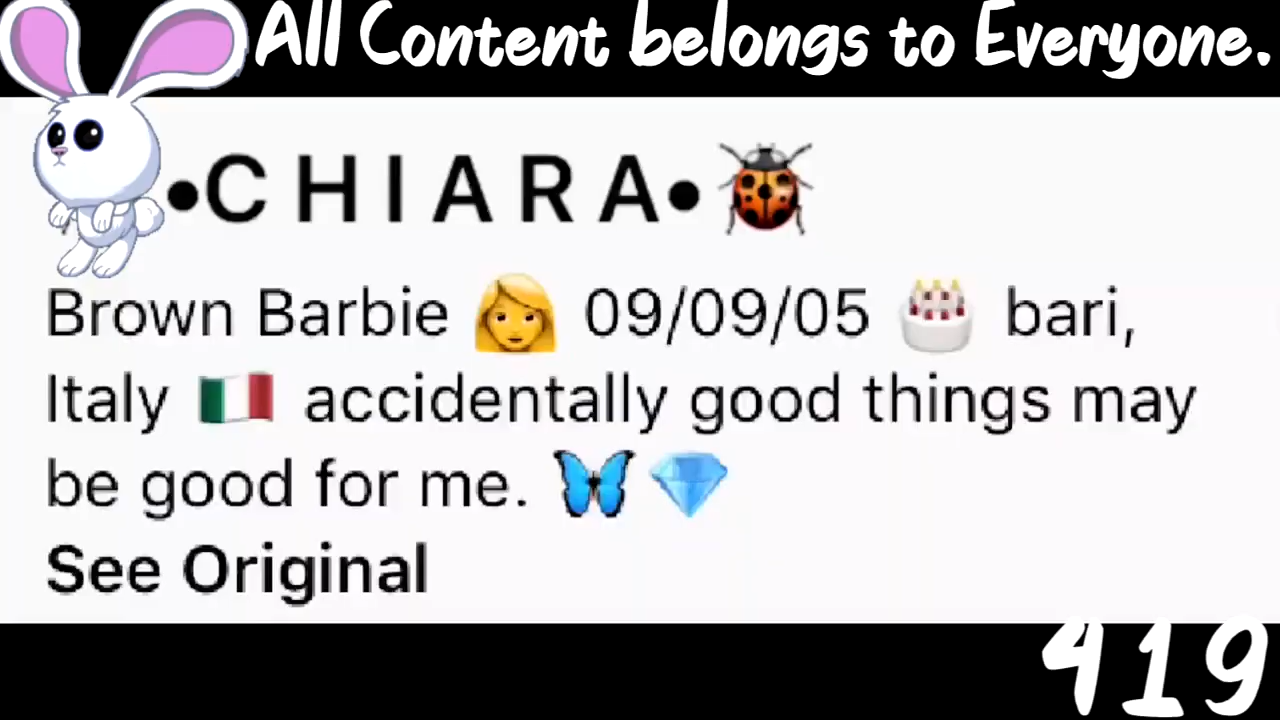 All Content belongs to Everyone.
•C H I A R A• 🐞
Brown Barbie 👩 09/09/05 🎂 bari,
Italy 🇮🇹 accidentally good things may
be good for me. 🦋💎
See Original
419